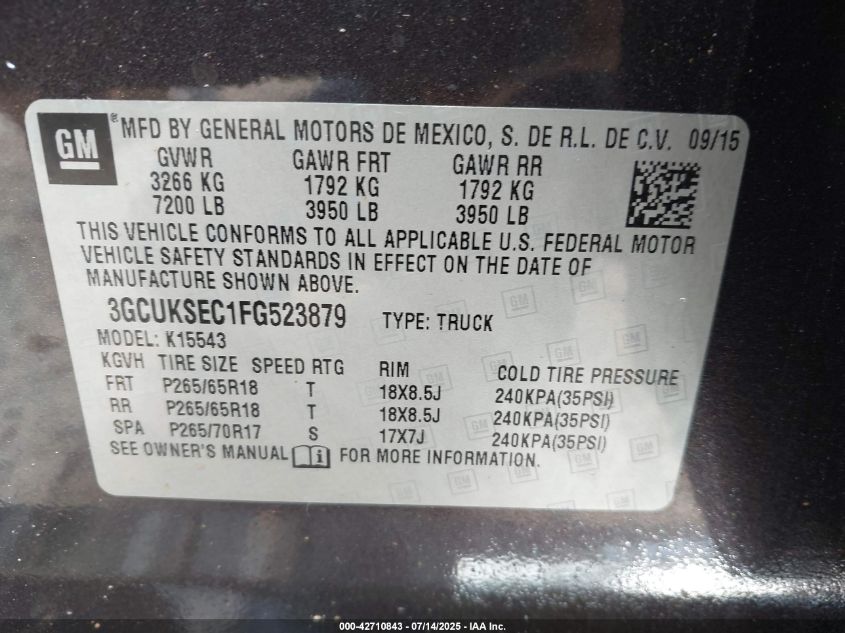 GM® MFD BY GENERAL MOTORS DE MEXICO, S. DE R.L. DE C.V. 09/15
GVWR GAWR FRT GAWR RR
3266 KG 1792 KG 1792 KG
7200 LB 3950 LB 3950 LB
THIS VEHICLE CONFORMS TO ALL APPLICABLE U.S. FEDERAL MOTOR
VEHICLE SAFETY STANDARDS IN EFFECT ON THE DATE OF
MANUFACTURE SHOWN ABOVE.
3GCUKSEC1FG523879 TYPE: TRUCK
MODEL: K15543
KGVH TIRE SIZE SPEED RTG RIM COLD TIRE PRESSURE
FRT P265/65R18 T 18X8.5J 240KPA(35PSI)
RR P265/65R18 T 18X8.5J 240KPA(35PSI)
SPA P265/70R17 S 17X7J 240KPA(35PSI)
SEE OWNER'S MANUAL FOR MORE INFORMATION.
000-42710843 - 07/14/2025 - IAA Inc.